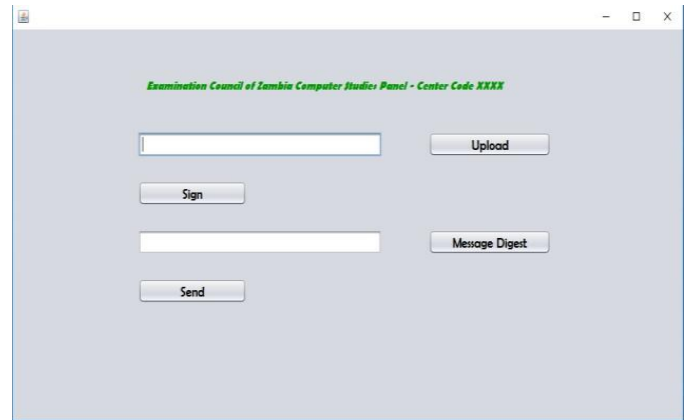 Examination Council of Zambia Computer Studies Panel - Center Code XXXX
Upload
Sign
Message Digest
Send